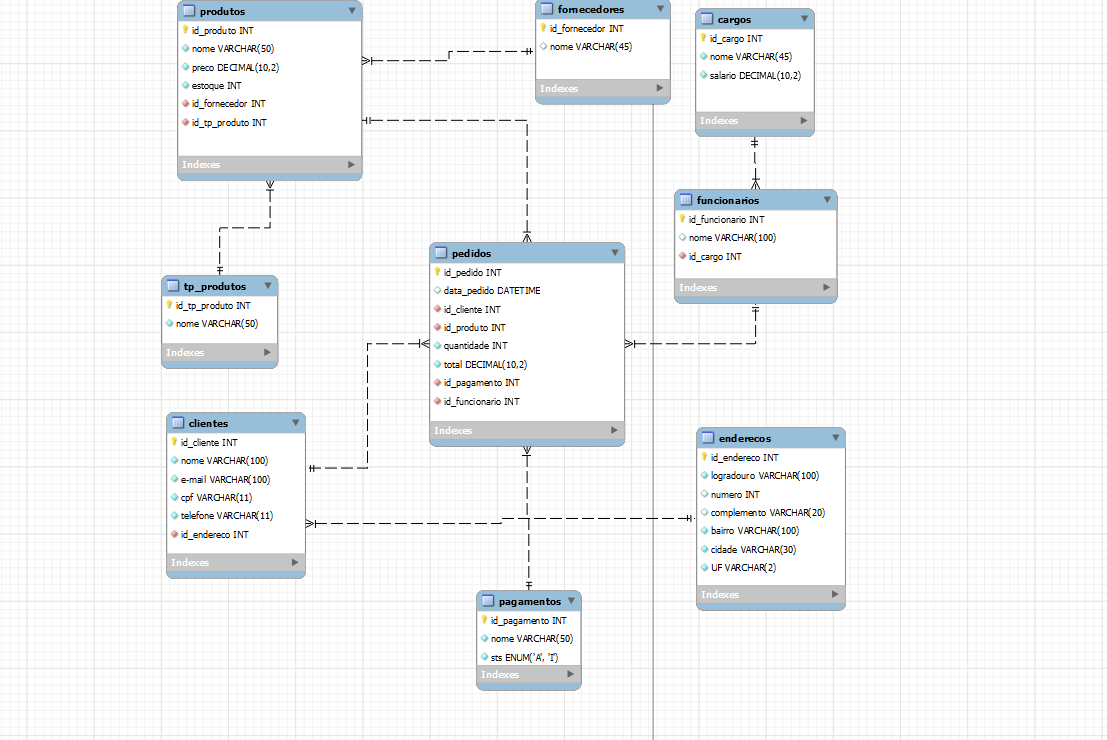 produtos
id_produto INT
nome VARCHAR(50)
preco DECIMAL(10,2)
estoque INT
id_fornecedor INT
id_tp_produto INT
Indexes
fornecedores
id_fornecedor INT
nome VARCHAR(45)
Indexes
cargos
id_cargo INT
nome VARCHAR(45)
salario DECIMAL(10,2)
Indexes
funcionarios
id_funcionario INT
nome VARCHAR(100)
id_cargo INT
Indexes
pedidos
id_pedido INT
data_pedido DATETIME
id_cliente INT
id_produto INT
quantidade INT
total DECIMAL(10,2)
id_pagamento INT
id_funcionario INT
Indexes
tp_produtos
id_tp_produto INT
nome VARCHAR(50)
Indexes
clientes
id_cliente INT
nome VARCHAR(100)
e-mail VARCHAR(100)
cpf VARCHAR(11)
telefone VARCHAR(11)
id_endereco INT
Indexes
enderecos
id_endereco INT
logradouro VARCHAR(100)
numero INT
complemento VARCHAR(20)
bairro VARCHAR(100)
cidade VARCHAR(30)
UF VARCHAR(2)
Indexes
pagamentos
id_pagamento INT
nome VARCHAR(50)
sts ENUM('A', 'I')
Indexes